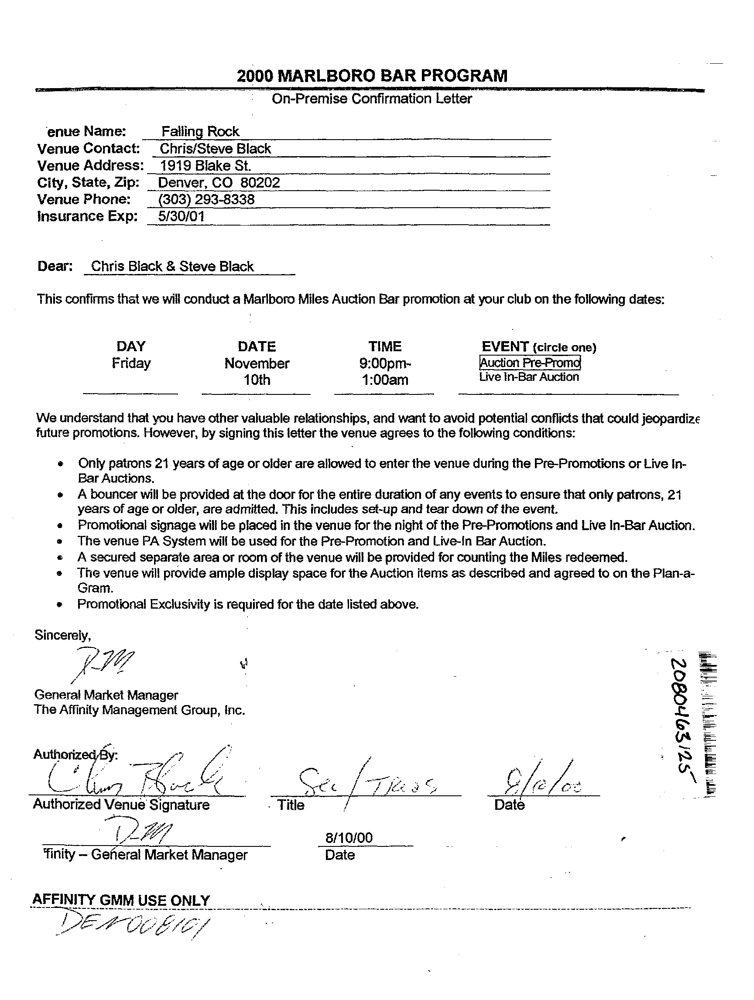 2000 MARLBORO BAR PROGRAM
On-Premise Confirmation Letter
enue Name: Falling Rock
Venue Contact: Chris/Steve Black
Venue Address: 1919 Blake St.
City, State, Zip: Denver, CO 80202
Venue Phone: (303) 293-8338
Insurance Exp: 5/30/01
Dear: Chris Black & Steve Black
This confirms that we will conduct a Marlboro Miles Auction Bar promotion at your club on the following dates:
DAY DATE TIME EVENT (circle one)
Friday November 9:00pm- Auction Pre-Promo
10th 1:00am Live In-Bar Auction
We understand that you have other valuable relationships, and want to avoid potential conflicts that could jeopardize
future promotions. However, by signing this letter the venue agrees to the following conditions:
• Only patrons 21 years of age or older are allowed to enter the venue during the Pre-Promotions or Live In-
Bar Auctions.
• A bouncer will be provided at the door for the entire duration of any events to ensure that only patrons, 21
years of age or older, are admitted. This includes set-up and tear down of the event.
• Promotional signage will be placed in the venue for the night of the Pre-Promotions and Live In-Bar Auction.
• The venue PA System will be used for the Pre-Promotion and Live-In Bar Auction.
• A secured separate area or room of the venue will be provided for counting the Miles redeemed.
• The venue will provide ample display space for the Auction items as described and agreed to on the Plan-a-
Gram.
• Promotional Exclusivity is required for the date listed above.
Sincerely,
General Market Manager
The Affinity Management Group, Inc.
Authorized By:
Chris Black Sec/Treas
Authorized Venue Signature Title Date
8/10/00
finity – General Market Manager Date
AFFINITY GMM USE ONLY
DEN008101
2080463125